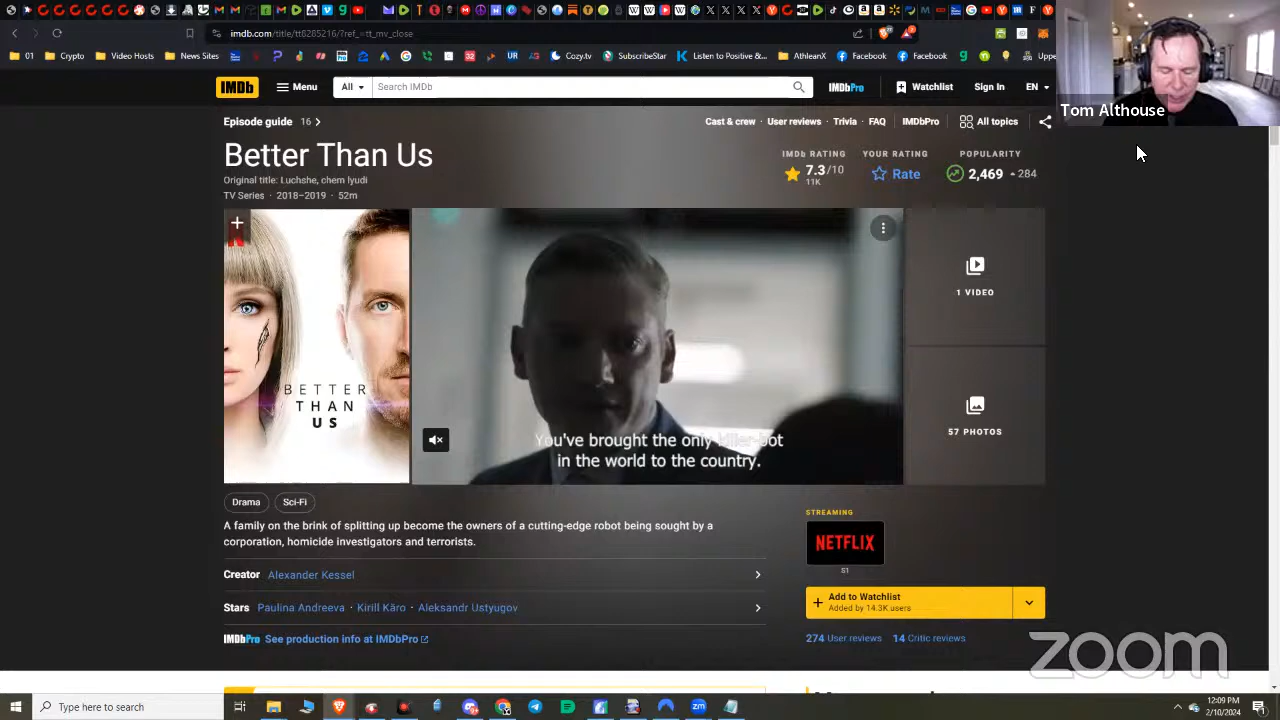 imdb.com/title/tt8285216/?ref_=tt_mv_close
01
Crypto
Video Hosts
News Sites
Cozy.tv
SubscribeStar
Listen to Positive &...
AthleanX
Facebook
Facebook
Uppe
IMDb
Menu
All
Search IMDb
IMDbPro
Watchlist
Sign In
EN
Tom Althouse
Episode guide 16
Cast & crew · User reviews · Trivia · FAQ
IMDbPro
All topics
Better Than Us
Original title: Luchshe, chem lyudi
TV Series · 2018–2019 · 52m
IMDb RATING
7.3/10
11K
YOUR RATING
Rate
POPULARITY
2,469
284
BETTER
THAN
US
You've brought the only killer-bot
in the world to the country.
1 VIDEO
57 PHOTOS
Drama
Sci-Fi
A family on the brink of splitting up become the owners of a cutting-edge robot being sought by a
corporation, homicide investigators and terrorists.
Creator Alexander Kessel
Stars Paulina Andreeva · Kirill Käro · Aleksandr Ustyugov
IMDbPro See production info at IMDbPro
STREAMING
NETFLIX
S1
Add to Watchlist
Added by 14.3K users
274 User reviews
14 Critic reviews
zoom
Type here to search
12:09 PM
2/10/2024